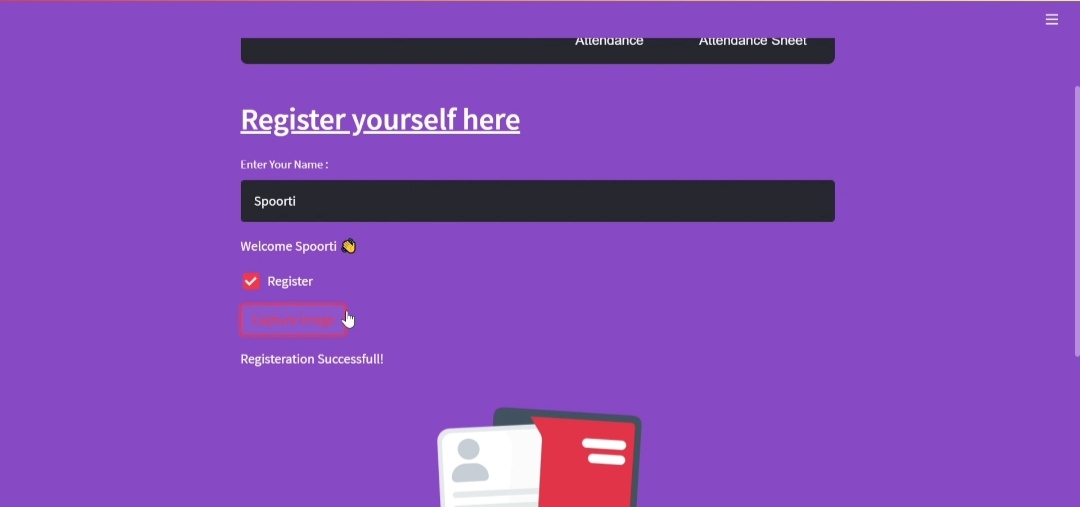 Attendance Attendance Sheet
Register yourself here
Enter Your Name :
Spoorti
Welcome Spoorti 👋
Register
Capture Image
Registeration Successfull!